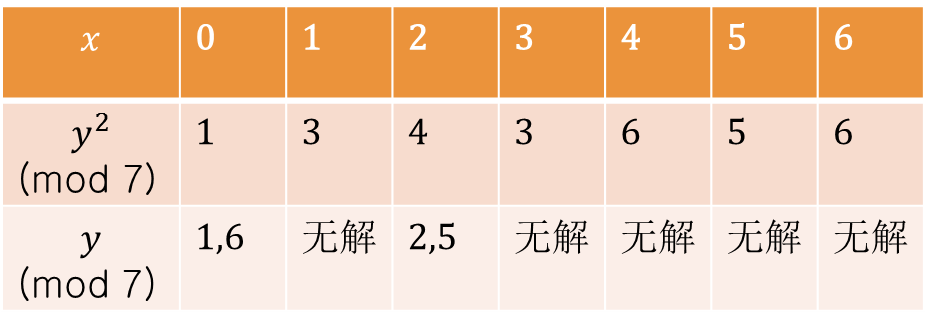 x 0 1 2 3 4 5 6
y² (mod 7) 1 3 4 3 6 5 6
y (mod 7) 1,6 无解 2,5 无解 无解 无解 无解